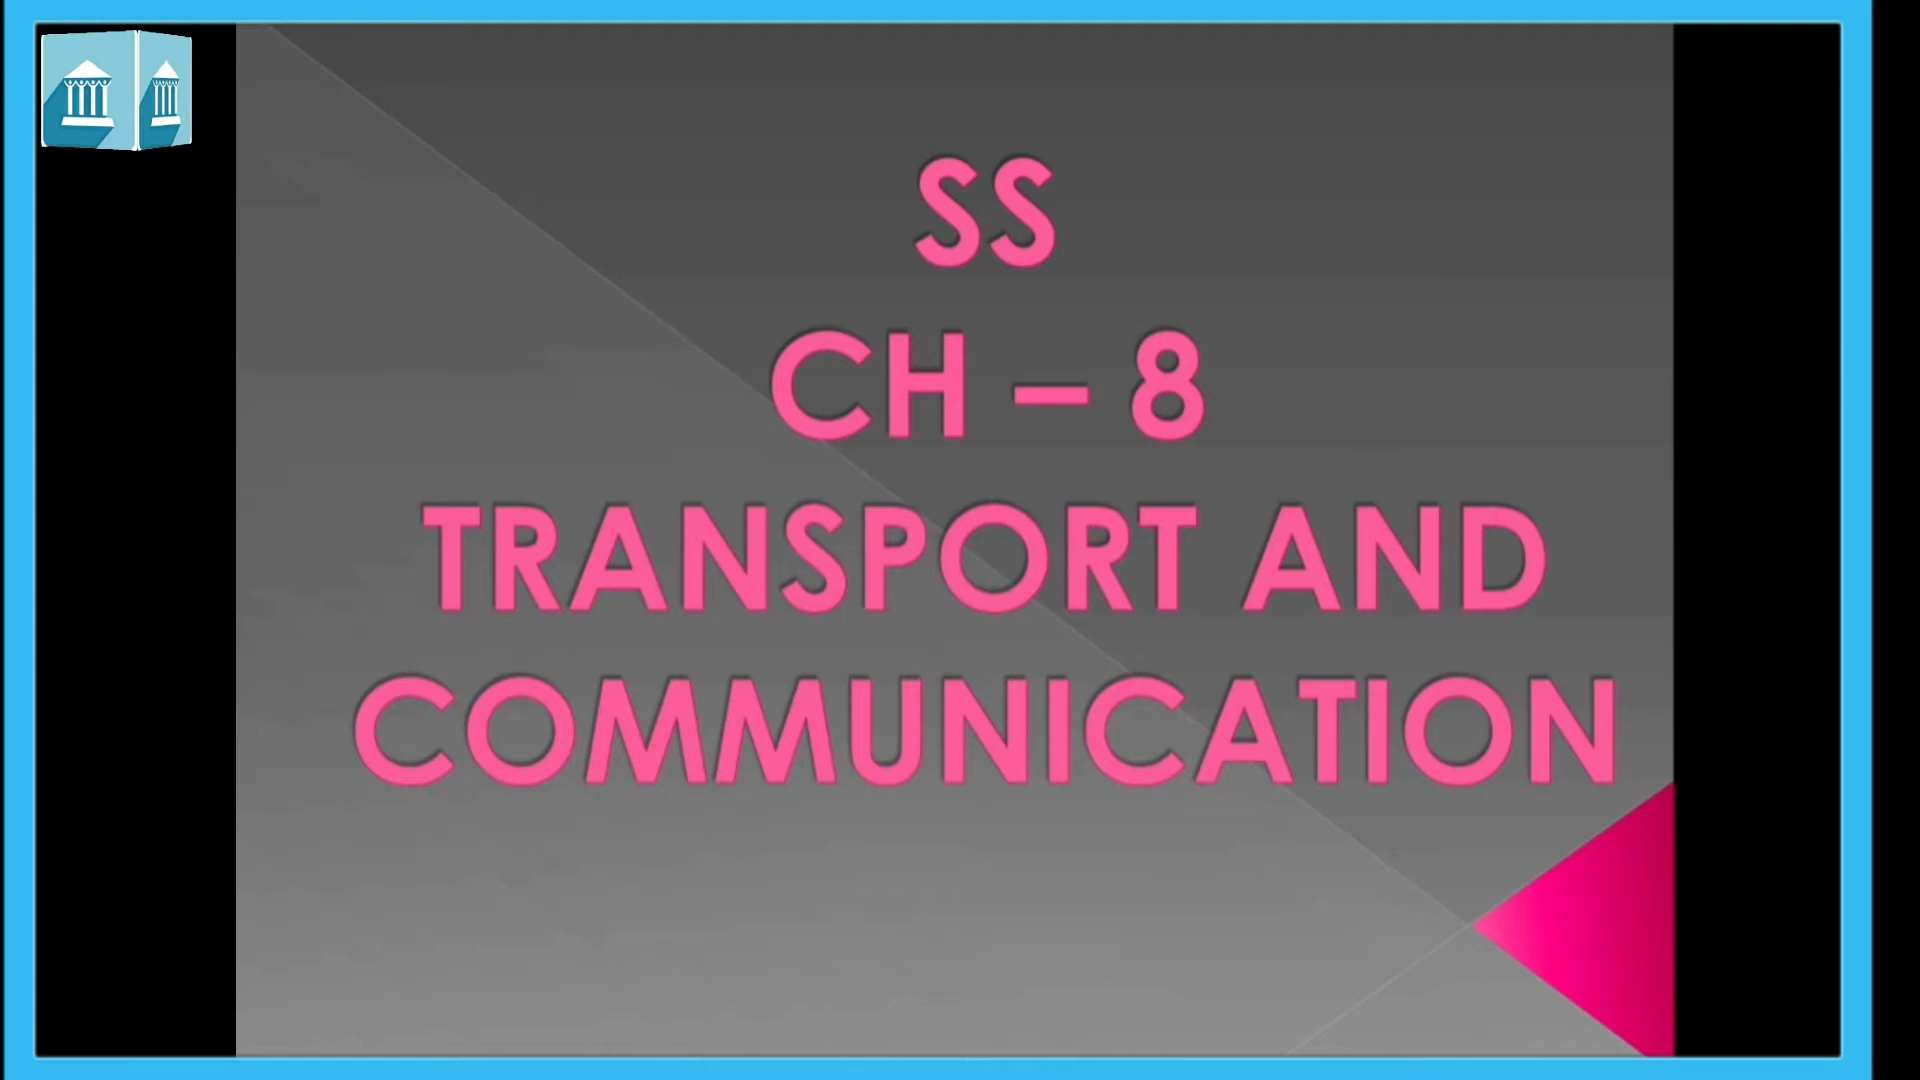 SS
CH – 8
TRANSPORT AND
COMMUNICATION